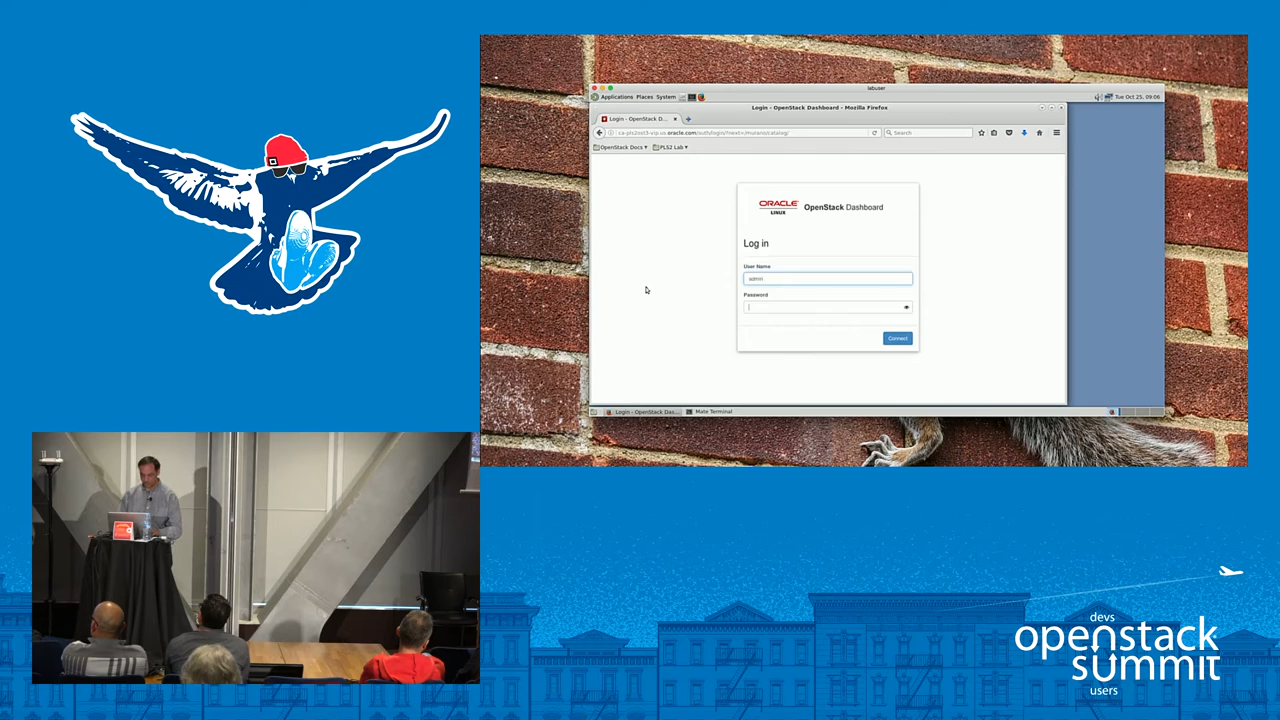 labuser
Applications Places System
Tue Oct 25, 09:06
Login - OpenStack Dashboard - Mozilla Firefox
Login - OpenStack D...
Search
OpenStack Docs
PLS2 Lab
ORACLE
LINUX
OpenStack Dashboard
Log in
User Name
admin
Password
Connect
Login - OpenStack Das...
Mate Terminal
devs
openstack
summit
users